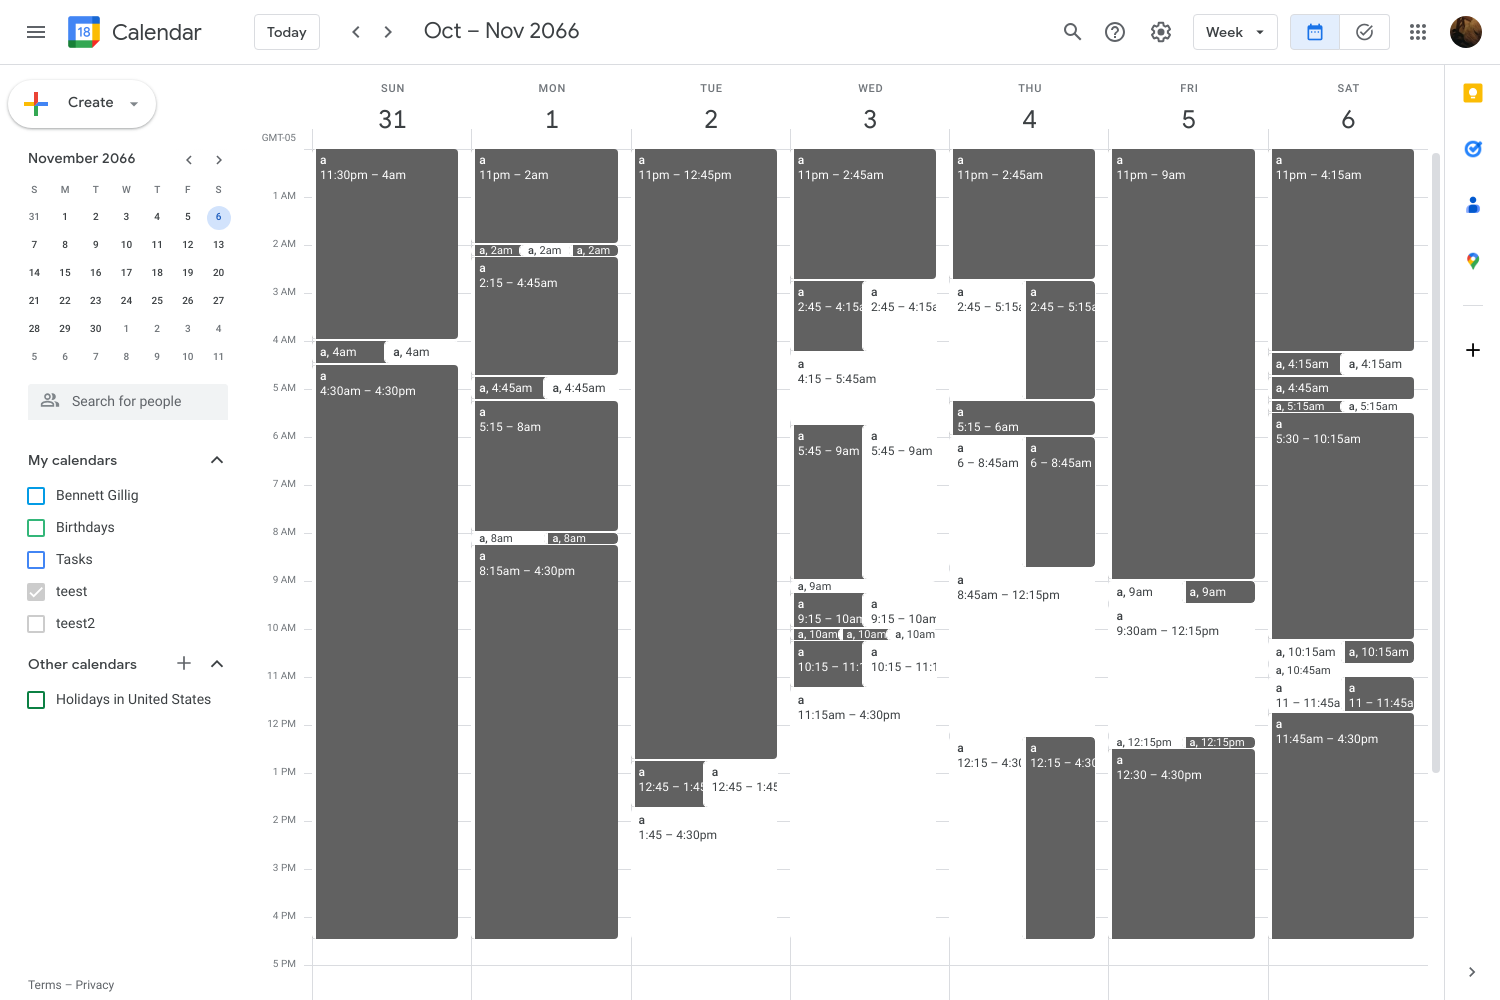 18 Calendar
Today
Oct – Nov 2066
Week
Create
November 2066
S M T W T F S
31 1 2 3 4 5 6
7 8 9 10 11 12 13
14 15 16 17 18 19 20
21 22 23 24 25 26 27
28 29 30 1 2 3 4
5 6 7 8 9 10 11
Search for people
My calendars
Bennett Gillig
Birthdays
Tasks
teest
teest2
Other calendars
Holidays in United States
Terms – Privacy
GMT-05
1 AM
2 AM
3 AM
4 AM
5 AM
6 AM
7 AM
8 AM
9 AM
10 AM
11 AM
12 PM
1 PM
2 PM
3 PM
4 PM
5 PM
SUN
31
a
11:30pm – 4am
a, 4am
a, 4am
a
4:30am – 4:30pm
MON
1
a
11pm – 2am
a, 2am
a, 2am
a, 2am
a
2:15 – 4:45am
a, 4:45am
a, 4:45am
a
5:15 – 8am
a, 8am
a, 8am
a
8:15am – 4:30pm
TUE
2
a
11pm – 12:45pm
a
12:45 – 1:45
a
12:45 – 1:45
a
1:45 – 4:30pm
WED
3
a
11pm – 2:45am
a
2:45 – 4:15a
a
2:45 – 4:15a
a
4:15 – 5:45am
a
5:45 – 9am
a
5:45 – 9am
a, 9am
a
9:15 – 10am
a
9:15 – 10am
a, 10am
a, 10am
a, 10am
a
10:15 – 11:1
a
10:15 – 11:1
a
11:15am – 4:30pm
THU
4
a
11pm – 2:45am
a
2:45 – 5:15a
a
2:45 – 5:15a
a
5:15 – 6am
a
6 – 8:45am
a
6 – 8:45am
a
8:45am – 12:15pm
a
12:15 – 4:30
a
12:15 – 4:30
FRI
5
a
11pm – 9am
a, 9am
a, 9am
a
9:30am – 12:15pm
a, 12:15pm
a, 12:15pm
a
12:30 – 4:30pm
SAT
6
a
11pm – 4:15am
a, 4:15am
a, 4:15am
a, 4:45am
a, 5:15am
a, 5:15am
a
5:30 – 10:15am
a, 10:15am
a, 10:15am
a, 10:45am
a
11 – 11:45a
a
11 – 11:45a
a
11:45am – 4:30pm